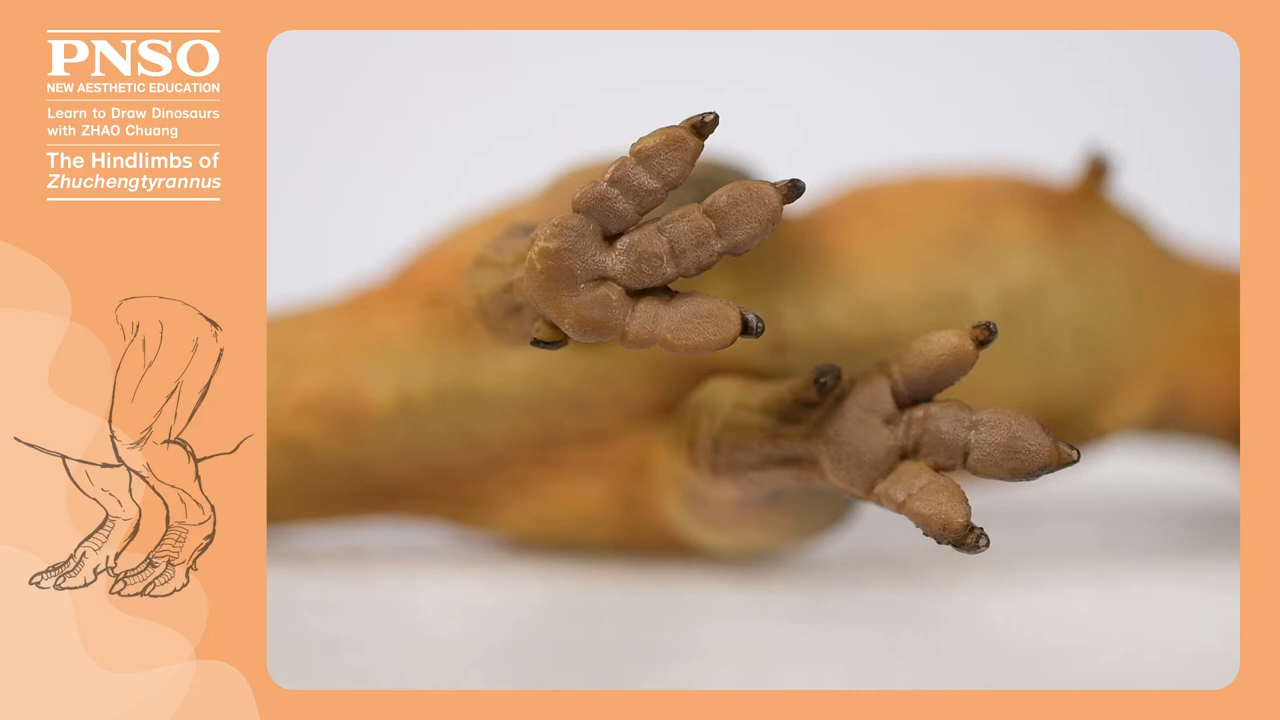 PNSO
NEW AESTHETIC EDUCATION
Learn to Draw Dinosaurs
with ZHAO Chuang
The Hindlimbs of
Zhuchengtyrannus